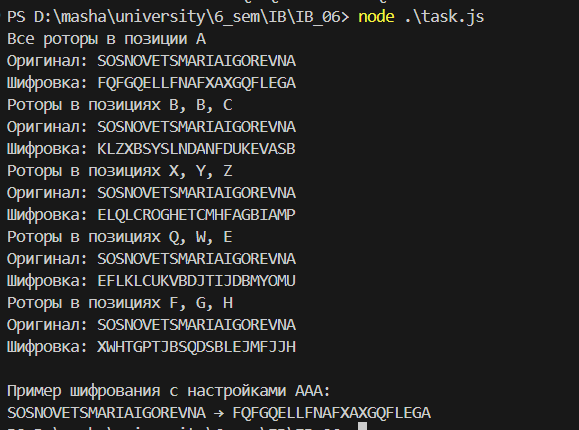 PS D:\masha\university\6_sem\IB\IB_06> node .\task.js
Все роторы в позиции A
Оригинал: SOSNOVETSMARIAIGOREVNA
Шифровка: FQFGQELLFNAFXAXGQFLEGA
Роторы в позициях B, B, C
Оригинал: SOSNOVETSMARIAIGOREVNA
Шифровка: KLZXBSYSLNDANFDUKEVASB
Роторы в позициях X, Y, Z
Оригинал: SOSNOVETSMARIAIGOREVNA
Шифровка: ELQLCROGHETCMHFAGBIAMP
Роторы в позициях Q, W, E
Оригинал: SOSNOVETSMARIAIGOREVNA
Шифровка: EFLKLCUKVBDJTIJDBMYOMU
Роторы в позициях F, G, H
Оригинал: SOSNOVETSMARIAIGOREVNA
Шифровка: XWHTGPTJBSQDSBLEJMFJJH
Пример шифрования с настройками AAA:
SOSNOVETSMARIAIGOREVNA → FQFGQELLFNAFXAXGQFLEGA